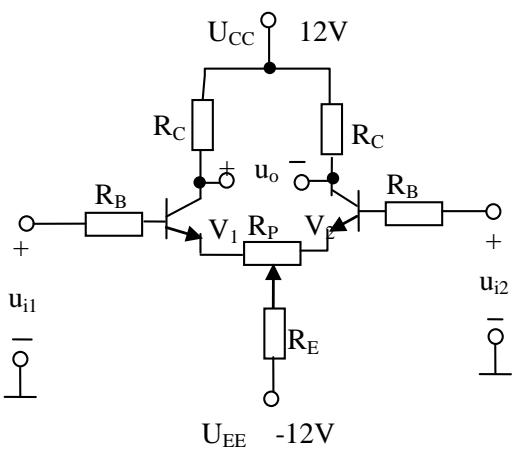 U_CC 12V
R_C
R_C
+ u_o −
R_B
R_B
V_1 R_P V_2
+
+
u_i1
u_i2
−
−
R_E
U_EE -12V